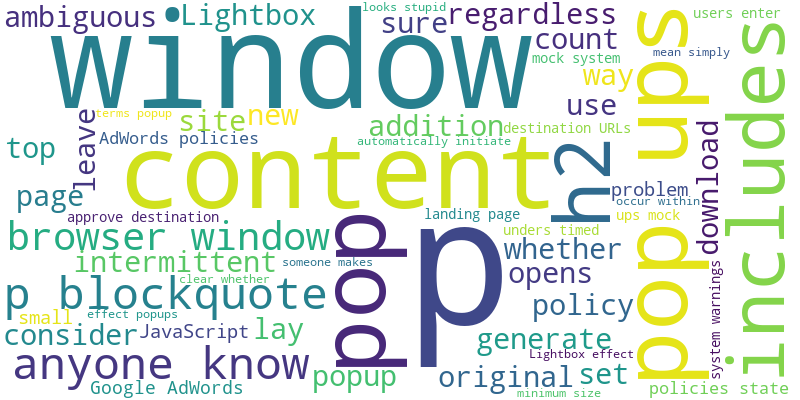 ambiguous
Lightbox
looks stupid
sure
regardless
users enter
window
count
mean simply
mock system
way
pop ups
includes
use
terms popup
site
new
leave
addition
destination URLs
AdWords policies
automatically initiate
top
content
h2
download
page
problem
occur within
approve destination
landing page
ups mock
browser window
pop
p
unders timed
whether
intermittent
someone makes
opens
system warnings
clear whether
p blockquote
policy
small
effect popups
consider
JavaScript
lay
generate
anyone know
Lightbox effect
popup
original
set
Google AdWords
minimum size
policies state